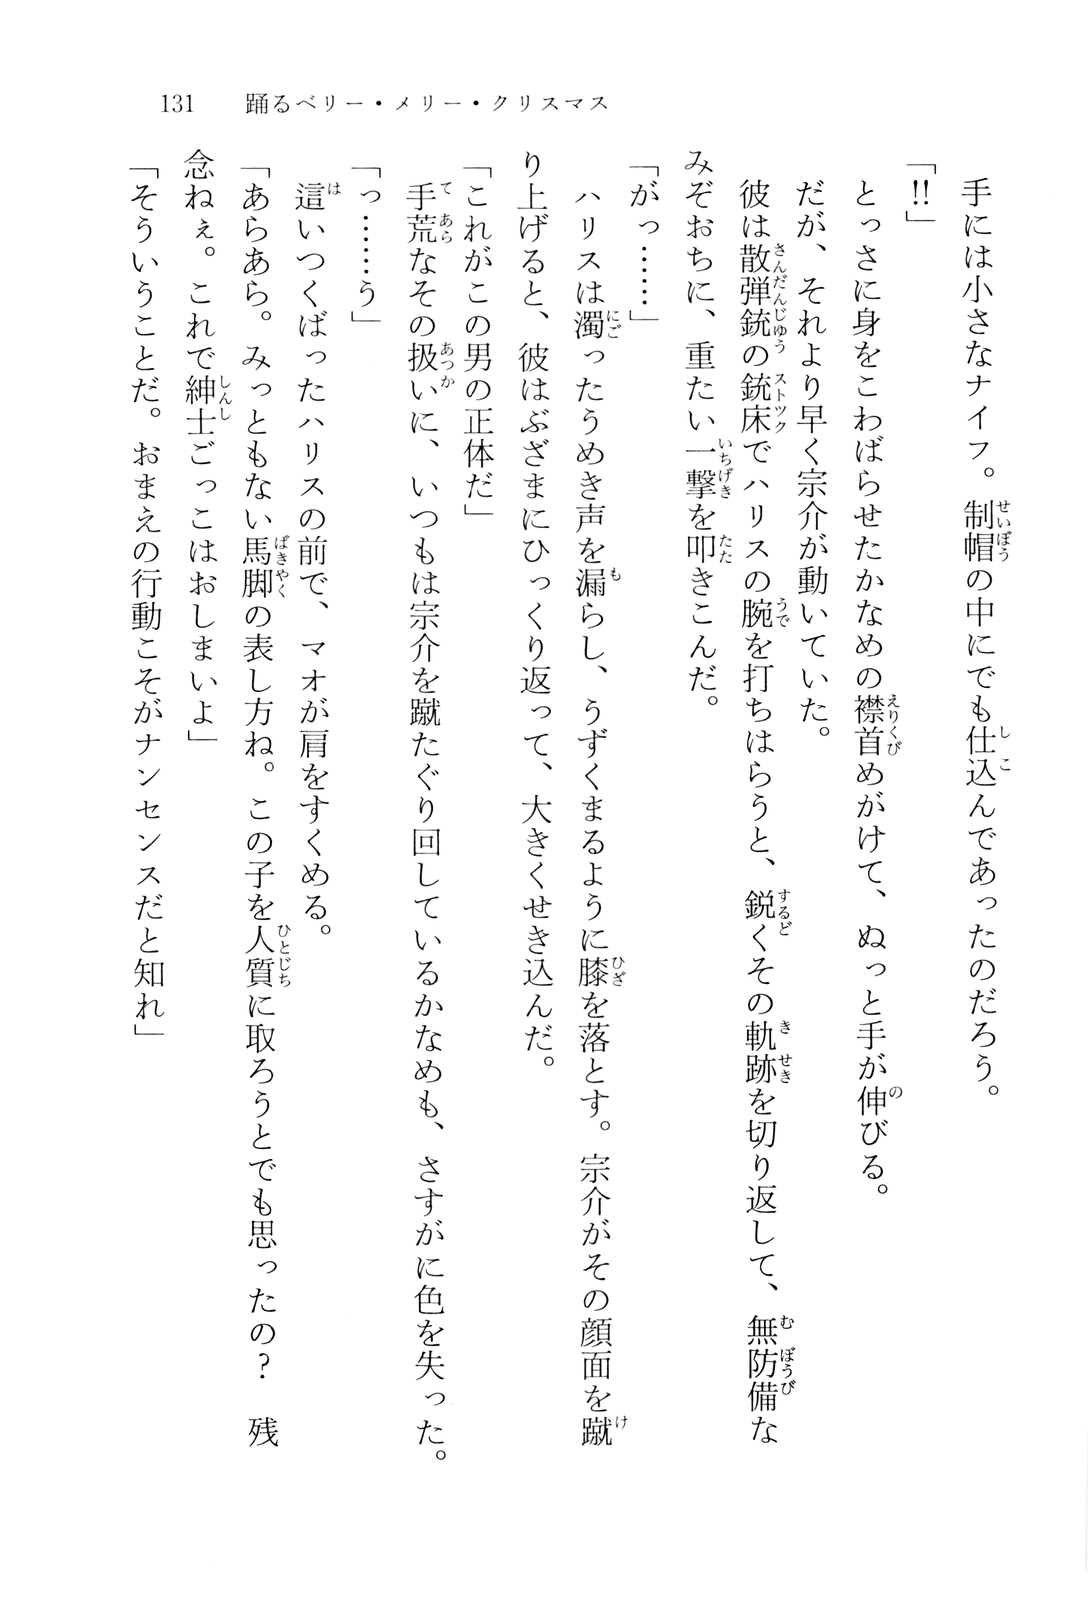 131 踊るベリー・メリー・クリスマス
手には小さなナイフ。制帽の中にでも仕込んであったのだろう。
「!!」
とっさに身をこわばらせたかなめの襟首めがけて、ぬっと手が伸びる。
だが、それより早く宗介が動いていた。
彼は散弾銃の銃床でハリスの腕を打ちはらうと、鋭くその軌跡を切り返して、無防備な
みぞおちに、重たい一撃を叩きこんだ。
「がっ……」
ハリスは濁ったうめき声を漏らし、うずくまるように膝を落とす。宗介がその顔面を蹴
り上げると、彼はぶざまにひっくり返って、大きくせき込んだ。
「これがこの男の正体だ」
手荒なその扱いに、いつもは宗介を蹴たぐり回しているかなめも、さすがに色を失った。
「っ……う」
這いつくばったハリスの前で、マオが肩をすくめる。
「あらあら。みっともない馬脚の表し方ね。この子を人質に取ろうとでも思ったの? 残
念ねぇ。これで紳士ごっこはおしまいよ」
「そういうことだ。おまえの行動こそがナンセンスだと知れ」